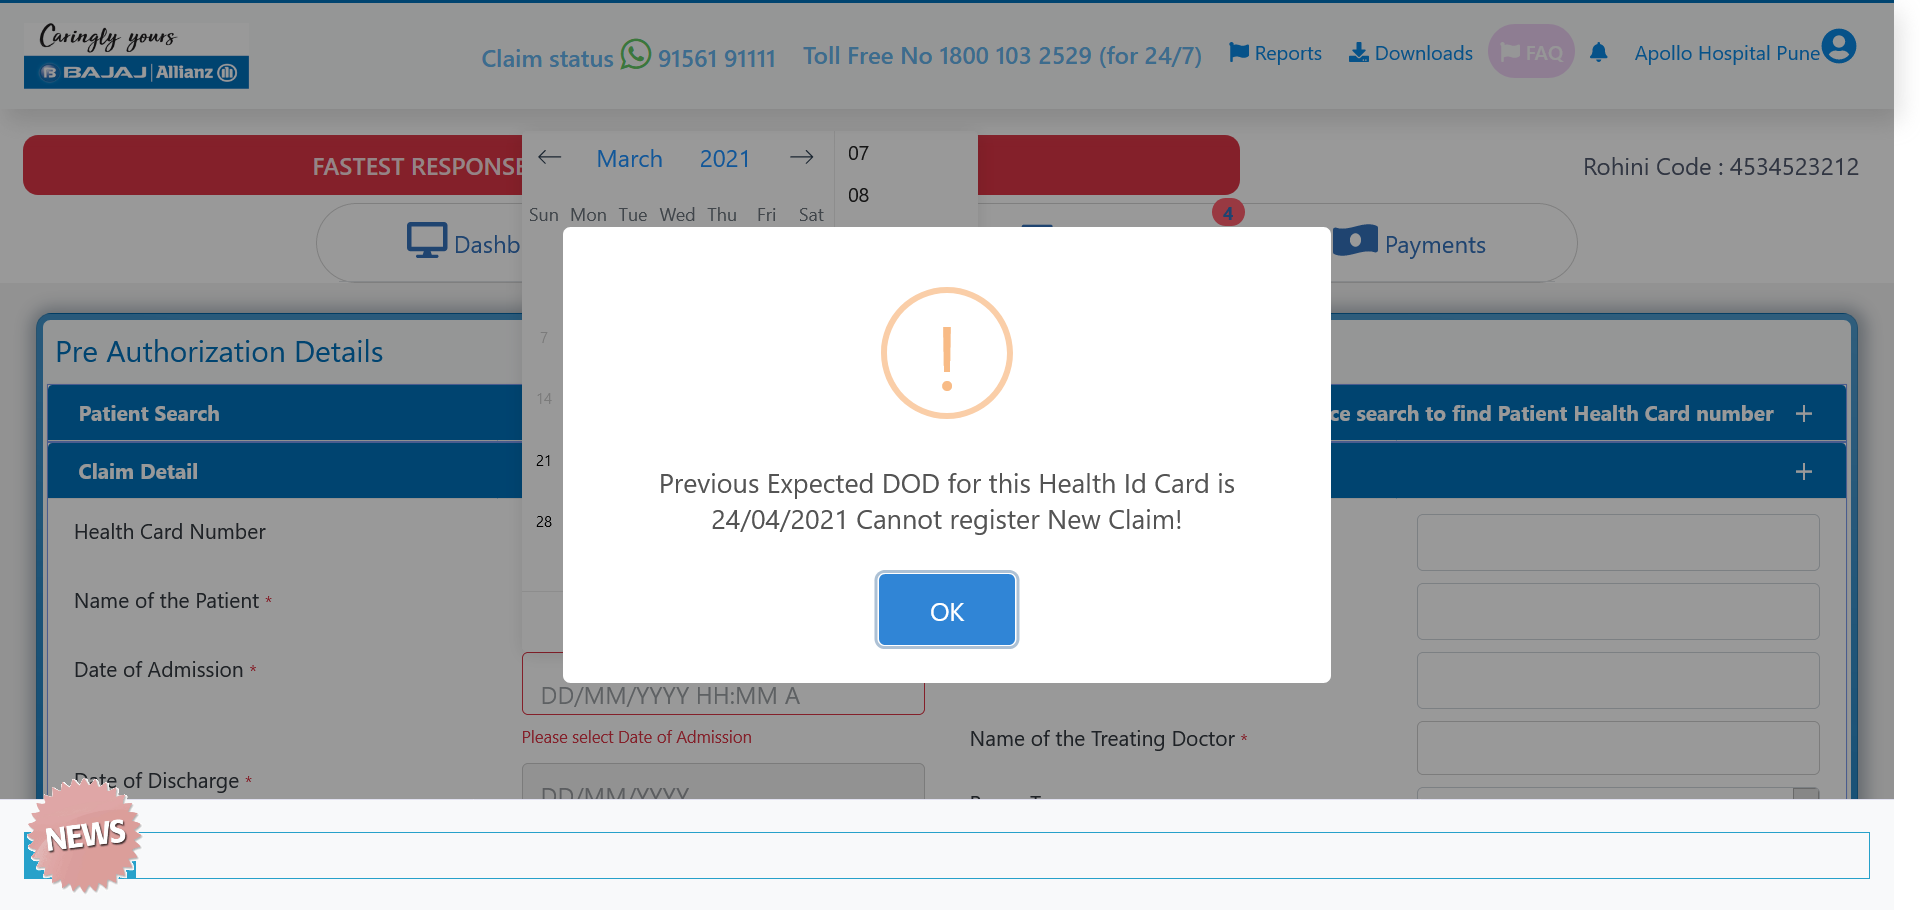 Caringly yours
BAJAJ | Allianz
Claim status 91561 91111
Toll Free No 1800 103 2529 (for 24/7)
Reports
Downloads
FAQ
Apollo Hospital Pune
FASTEST RESPONSE
Rohini Code : 4534523212
March 2021
07
08
Sun Mon Tue Wed Thu Fri Sat
7
14
21
28
Dashb
4
Payments
Pre Authorization Details
Patient Search
ce search to find Patient Health Card number +
Claim Detail +
Previous Expected DOD for this Health Id Card is
24/04/2021 Cannot register New Claim!
OK
Health Card Number
Name of the Patient *
Date of Admission *
DD/MM/YYYY HH:MM A
Please select Date of Admission
Name of the Treating Doctor *
Date of Discharge *
DD/MM/YYYY
NEWS